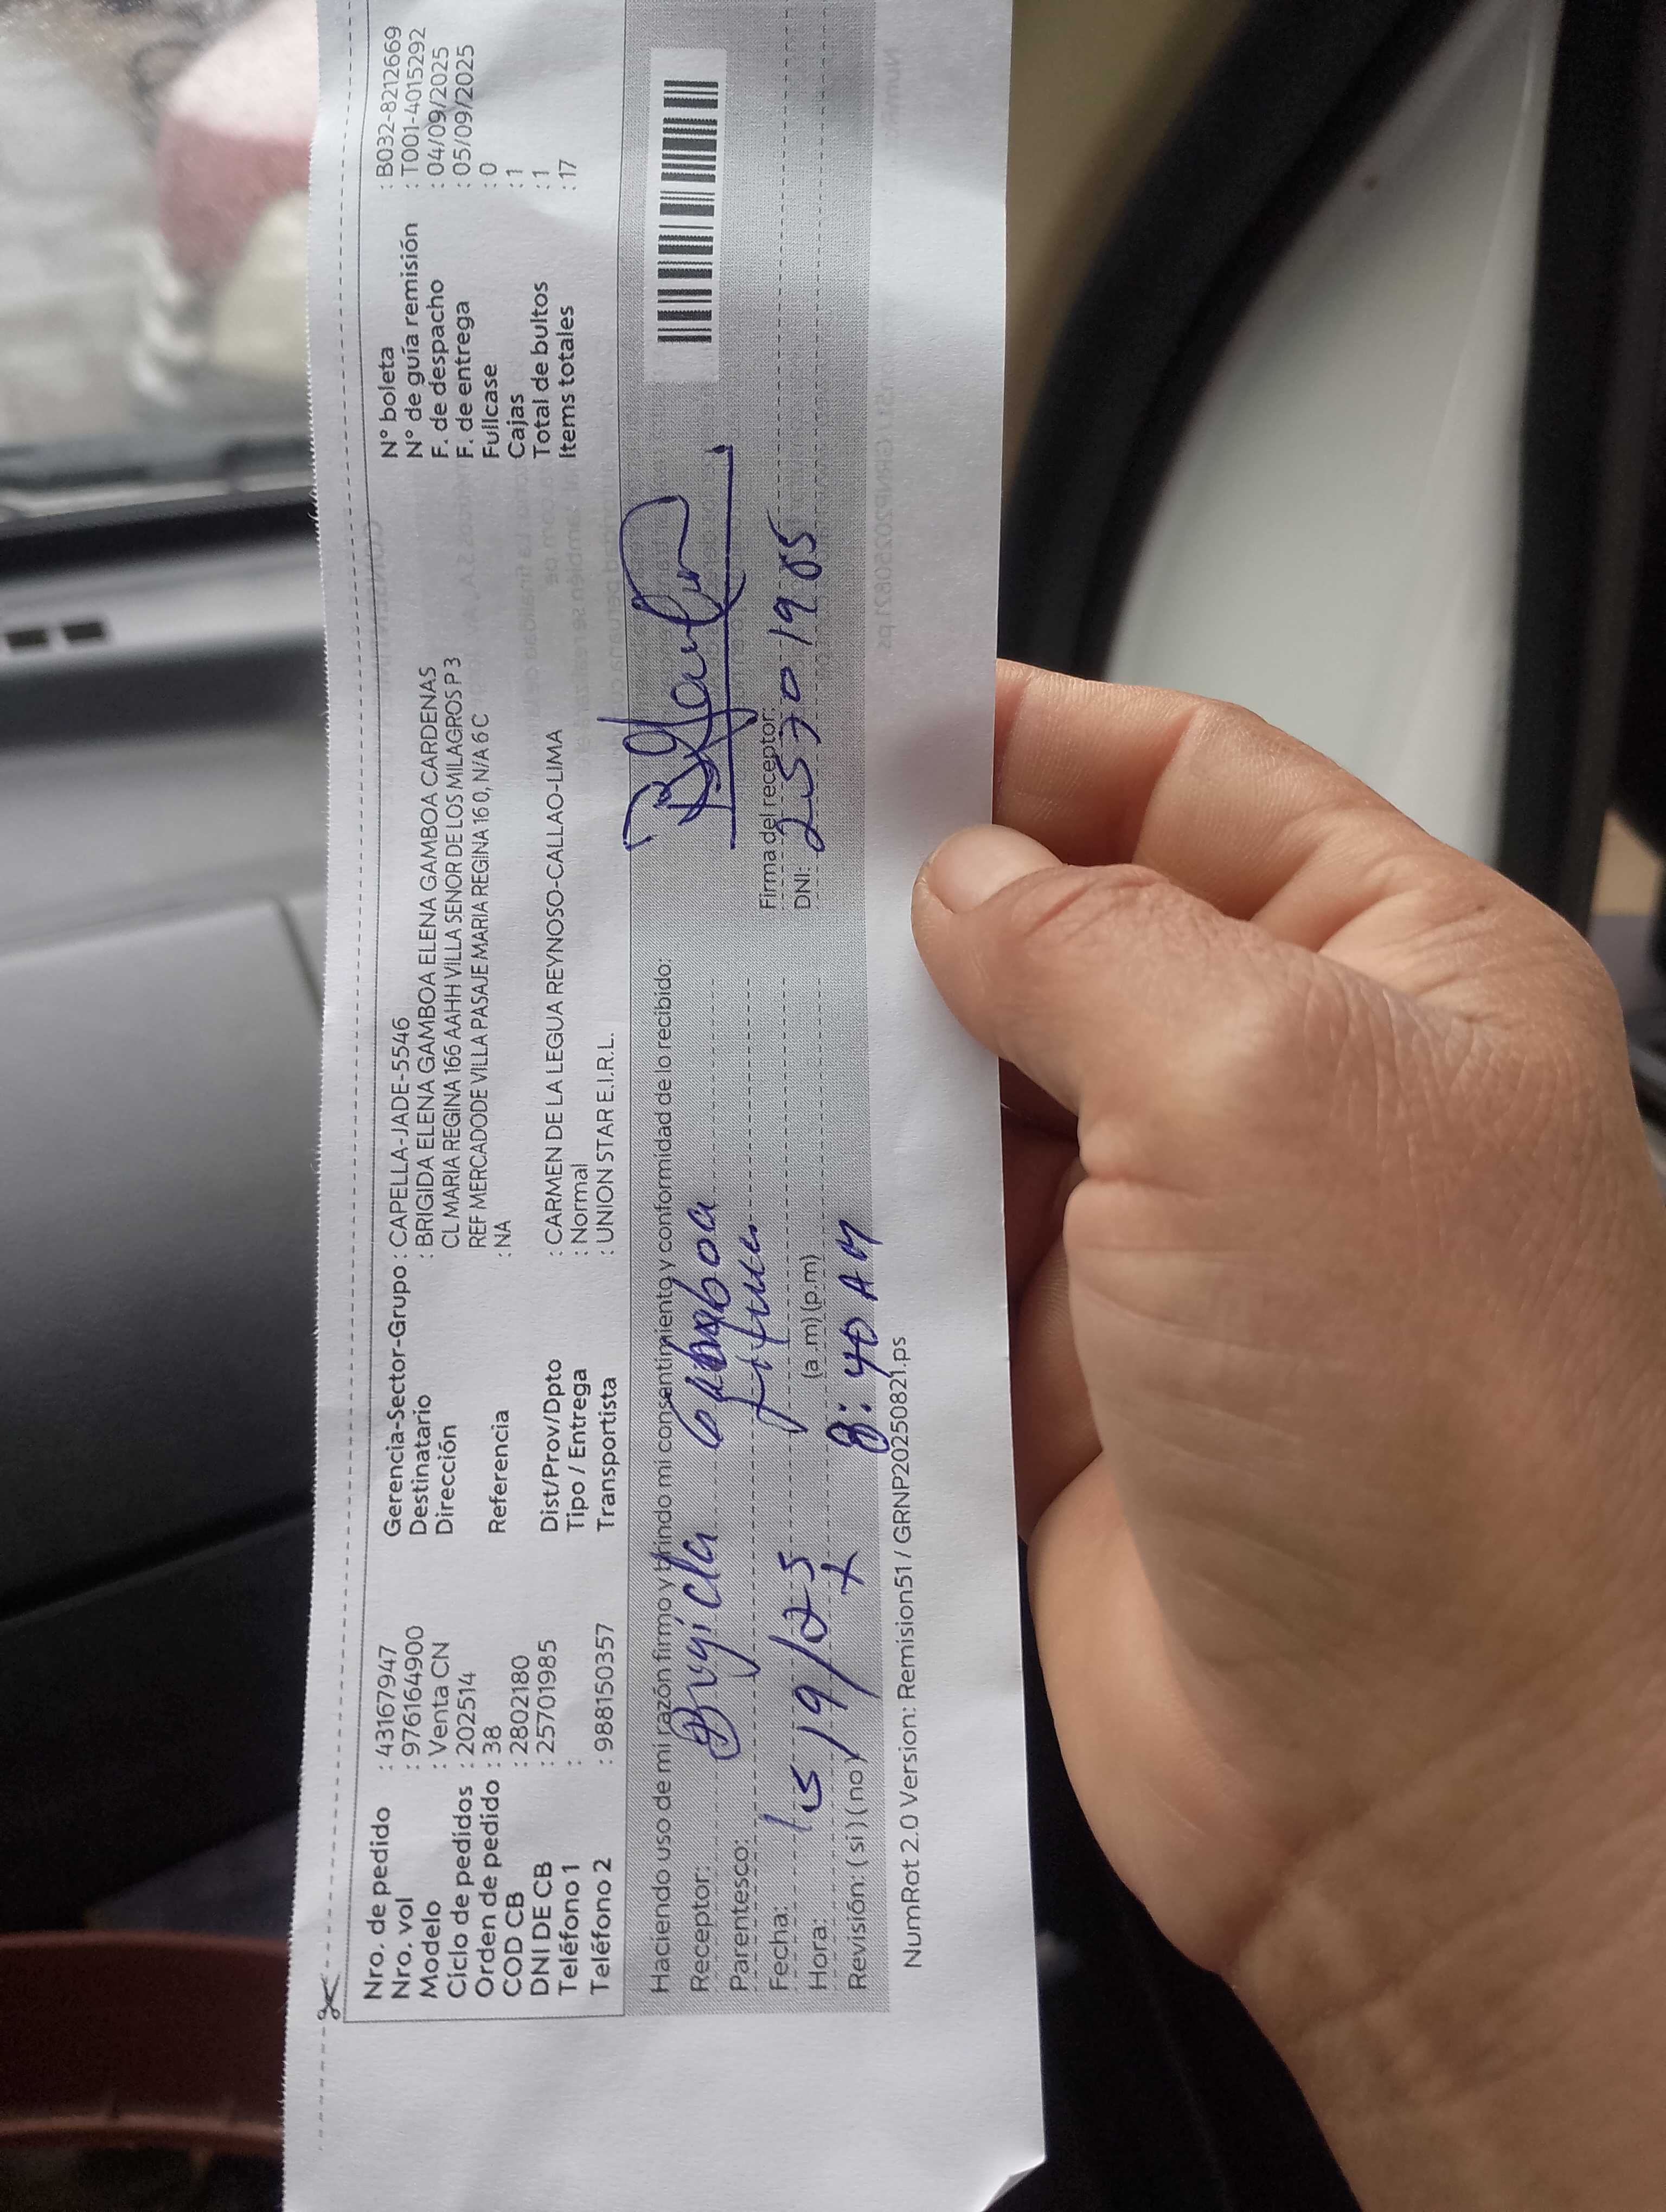 Nro. de pedido : 43167947
Nro. vol : 976164900
Modelo : Venta CN
Ciclo de pedidos : 202514
Orden de pedido : 38
COD CB : 2802180
DNI DE CB : 25701985
Teléfono 1 :
Teléfono 2 : 988150357
Gerencia-Sector-Grupo : CAPELLA-JADE-5546
Destinatario : BRIGIDA ELENA GAMBOA ELENA GAMBOA CARDENAS
Dirección CL MARIA REGINA 166 AAHH VILLA SENOR DE LOS MILAGROS P 3
REF MERCADODE VILLA PASAJE MARIA REGINA 16 0, N/A 6 C
Referencia : NA
Dist/Prov/Dpto : CARMEN DE LA LEGUA REYNOSO-CALLAO-LIMA
Tipo / Entrega : Normal
Transportista : UNION STAR E.I.R.L.
N° boleta : B032-8212669
N° de guía remisión : T001-4015292
F. de despacho : 04/09/2025
F. de entrega : 05/09/2025
Fullcase : 0
Cajas : 1
Total de bultos : 1
Items totales : 17
Haciendo uso de mi razón firmo y brindo mi consentimiento y conformidad de lo recibido:
Receptor: Brigida Gamboa
Parentesco:
Fecha: 5/9/25
Hora: (a.m)(p.m) 8:40 AM
Revisión: (si) (no)
Firma del receptor:
DNI: 25701985
NumRot 2.0 Version: Remision51 / GRNP20250821.ps